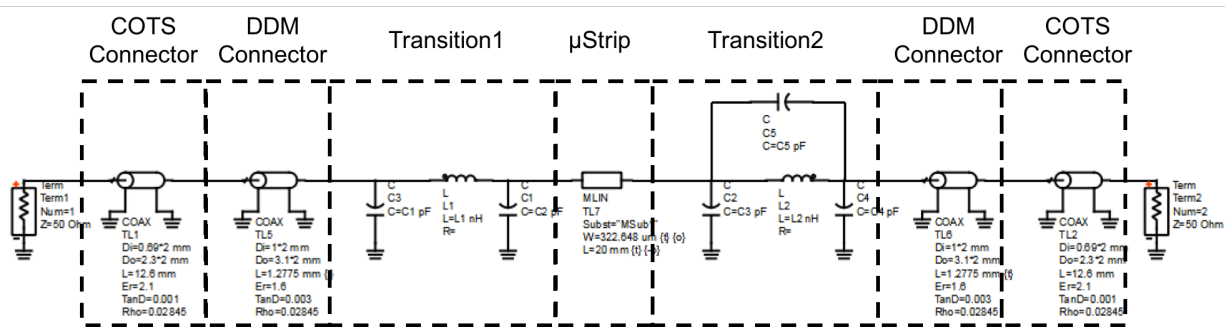 COTS
Connector
DDM
Connector
Transition1
µStrip
Transition2
DDM
Connector
COTS
Connector
Term
Term1
Num=1
Z=50 Ohm
COAX
TL1
Di=0.69*2 mm
Do=2.3*2 mm
L=12.6 mm
Er=2.1
TanD=0.001
Rho=0.02845
COAX
TL5
Di=1*2 mm
Do=3.1*2 mm
L=1.2775 mm
Er=1.6
TanD=0.003
Rho=0.02845
C
C3
C=C1 pF
L
L1
L=L1 nH
R=
C
C1
C=C2 pF
MLIN
TL7
Subst="MSub
W=322.648 um {t} {o}
L=20 mm {t} {-o}
C
C2
C=C3 pF
C
C5
C=C5 pF
L
L2
L=L2 nH
R=
C
C4
C=C4 pF
COAX
TL6
Di=1*2 mm
Do=3.1*2 mm
L=1.2775 mm {t}
Er=1.6
TanD=0.003
Rho=0.02845
COAX
TL2
Di=0.69*2 mm
Do=2.3*2 mm
L=12.6 mm
Er=2.1
TanD=0.001
Rho=0.02845
Term
Term2
Num=2
Z=50 Ohm